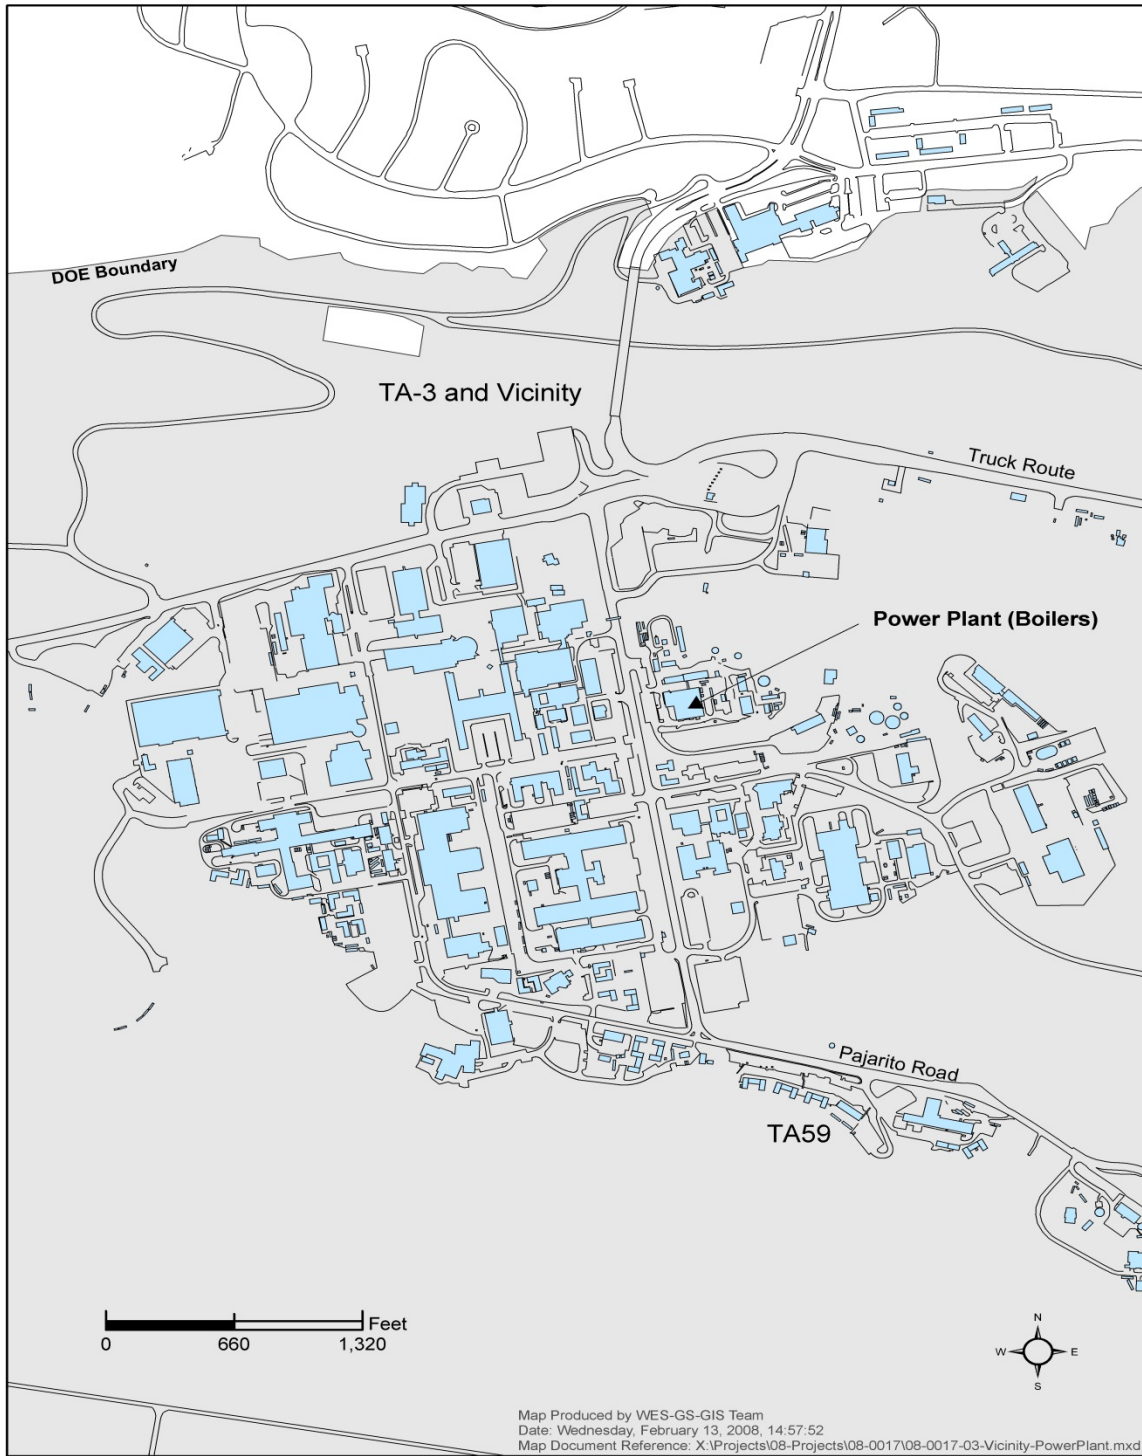 DOE Boundary
TA-3 and Vicinity
Truck Route
Power Plant (Boilers)
Pajarito Road
TA59
Feet
0 660 1,320
N
W E
S
Map Produced by WES-GS-GIS Team
Date: Wednesday, February 13, 2008, 14:57:52
Map Document Reference: X:\Projects\08-Projects\08-0017\08-0017-03-Vicinity-PowerPlant.mxd